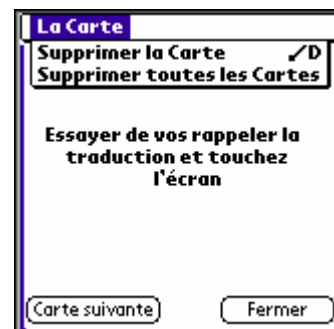 La Carte
Supprimer la Carte ／D
Supprimer toutes les Cartes
Essayer de vos rappeler la
traduction et touchez
l'écran
Carte suivante
Fermer